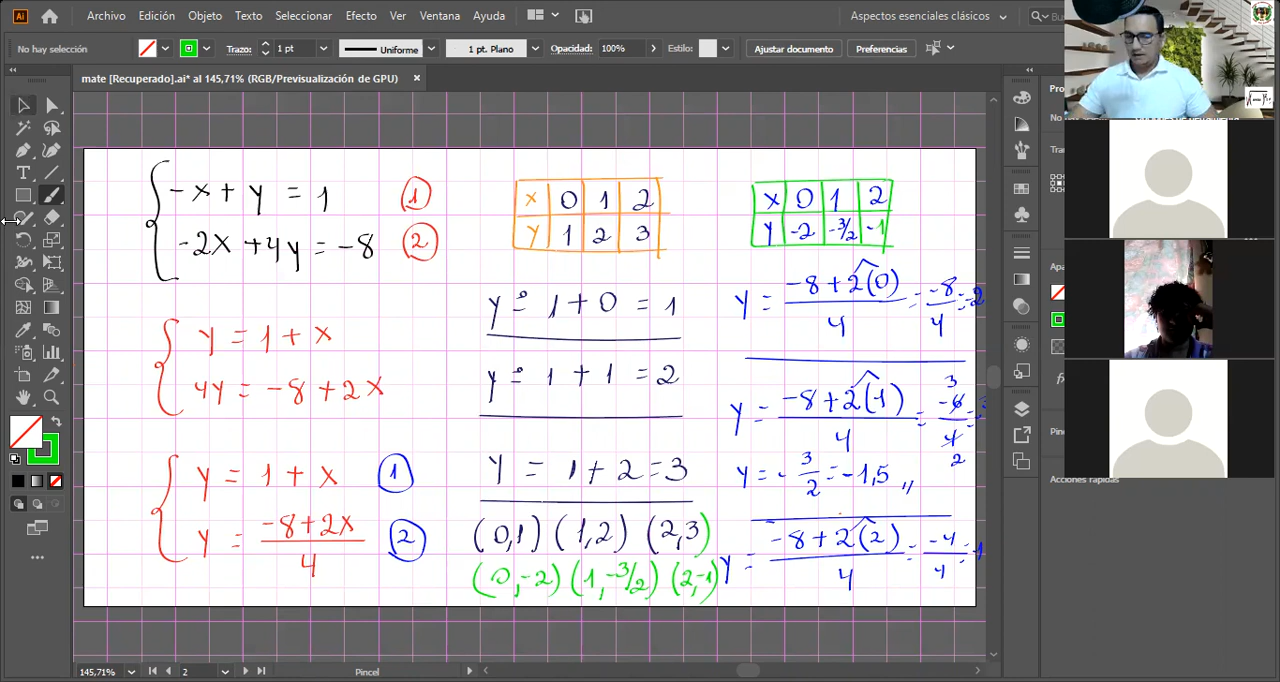 Archivo Edición Objeto Texto Seleccionar Efecto Ver Ventana Ayuda Aspectos esenciales clásicos
No hay selección Trazo: 1 pt Uniforme 1 pt. Plano Opacidad: 100% Estilo: Ajustar documento Preferencias
mate [Recuperado].ai* al 145,71% (RGB/Previsualización de GPU)
-x + y = 1 1
-2x + 4y = -8 2
y = 1 + x
4y = -8 + 2x
y = 1 + x 1
y = -8 + 2x / 4 2
x 0 1 2
y 1 2 3
y = 1 + 0 = 1
y = 1 + 1 = 2
y = 1 + 2 = 3
(0,1) (1,2) (2,3)
(0,-2) (1,-3/2) (2,-1)
x 0 1 2
y -2 -3/2 -1
y = -8 + 2(0) / 4 = -8 / 4 = -2
y = -8 + 2(1) / 4 = -6 / 4
3
2
y = - 3/2 = -1,5 //
y = -8 + 2(2) / 4 = -4 / 4 = 1
Acciones rápidas
145,71% 2 Pincel